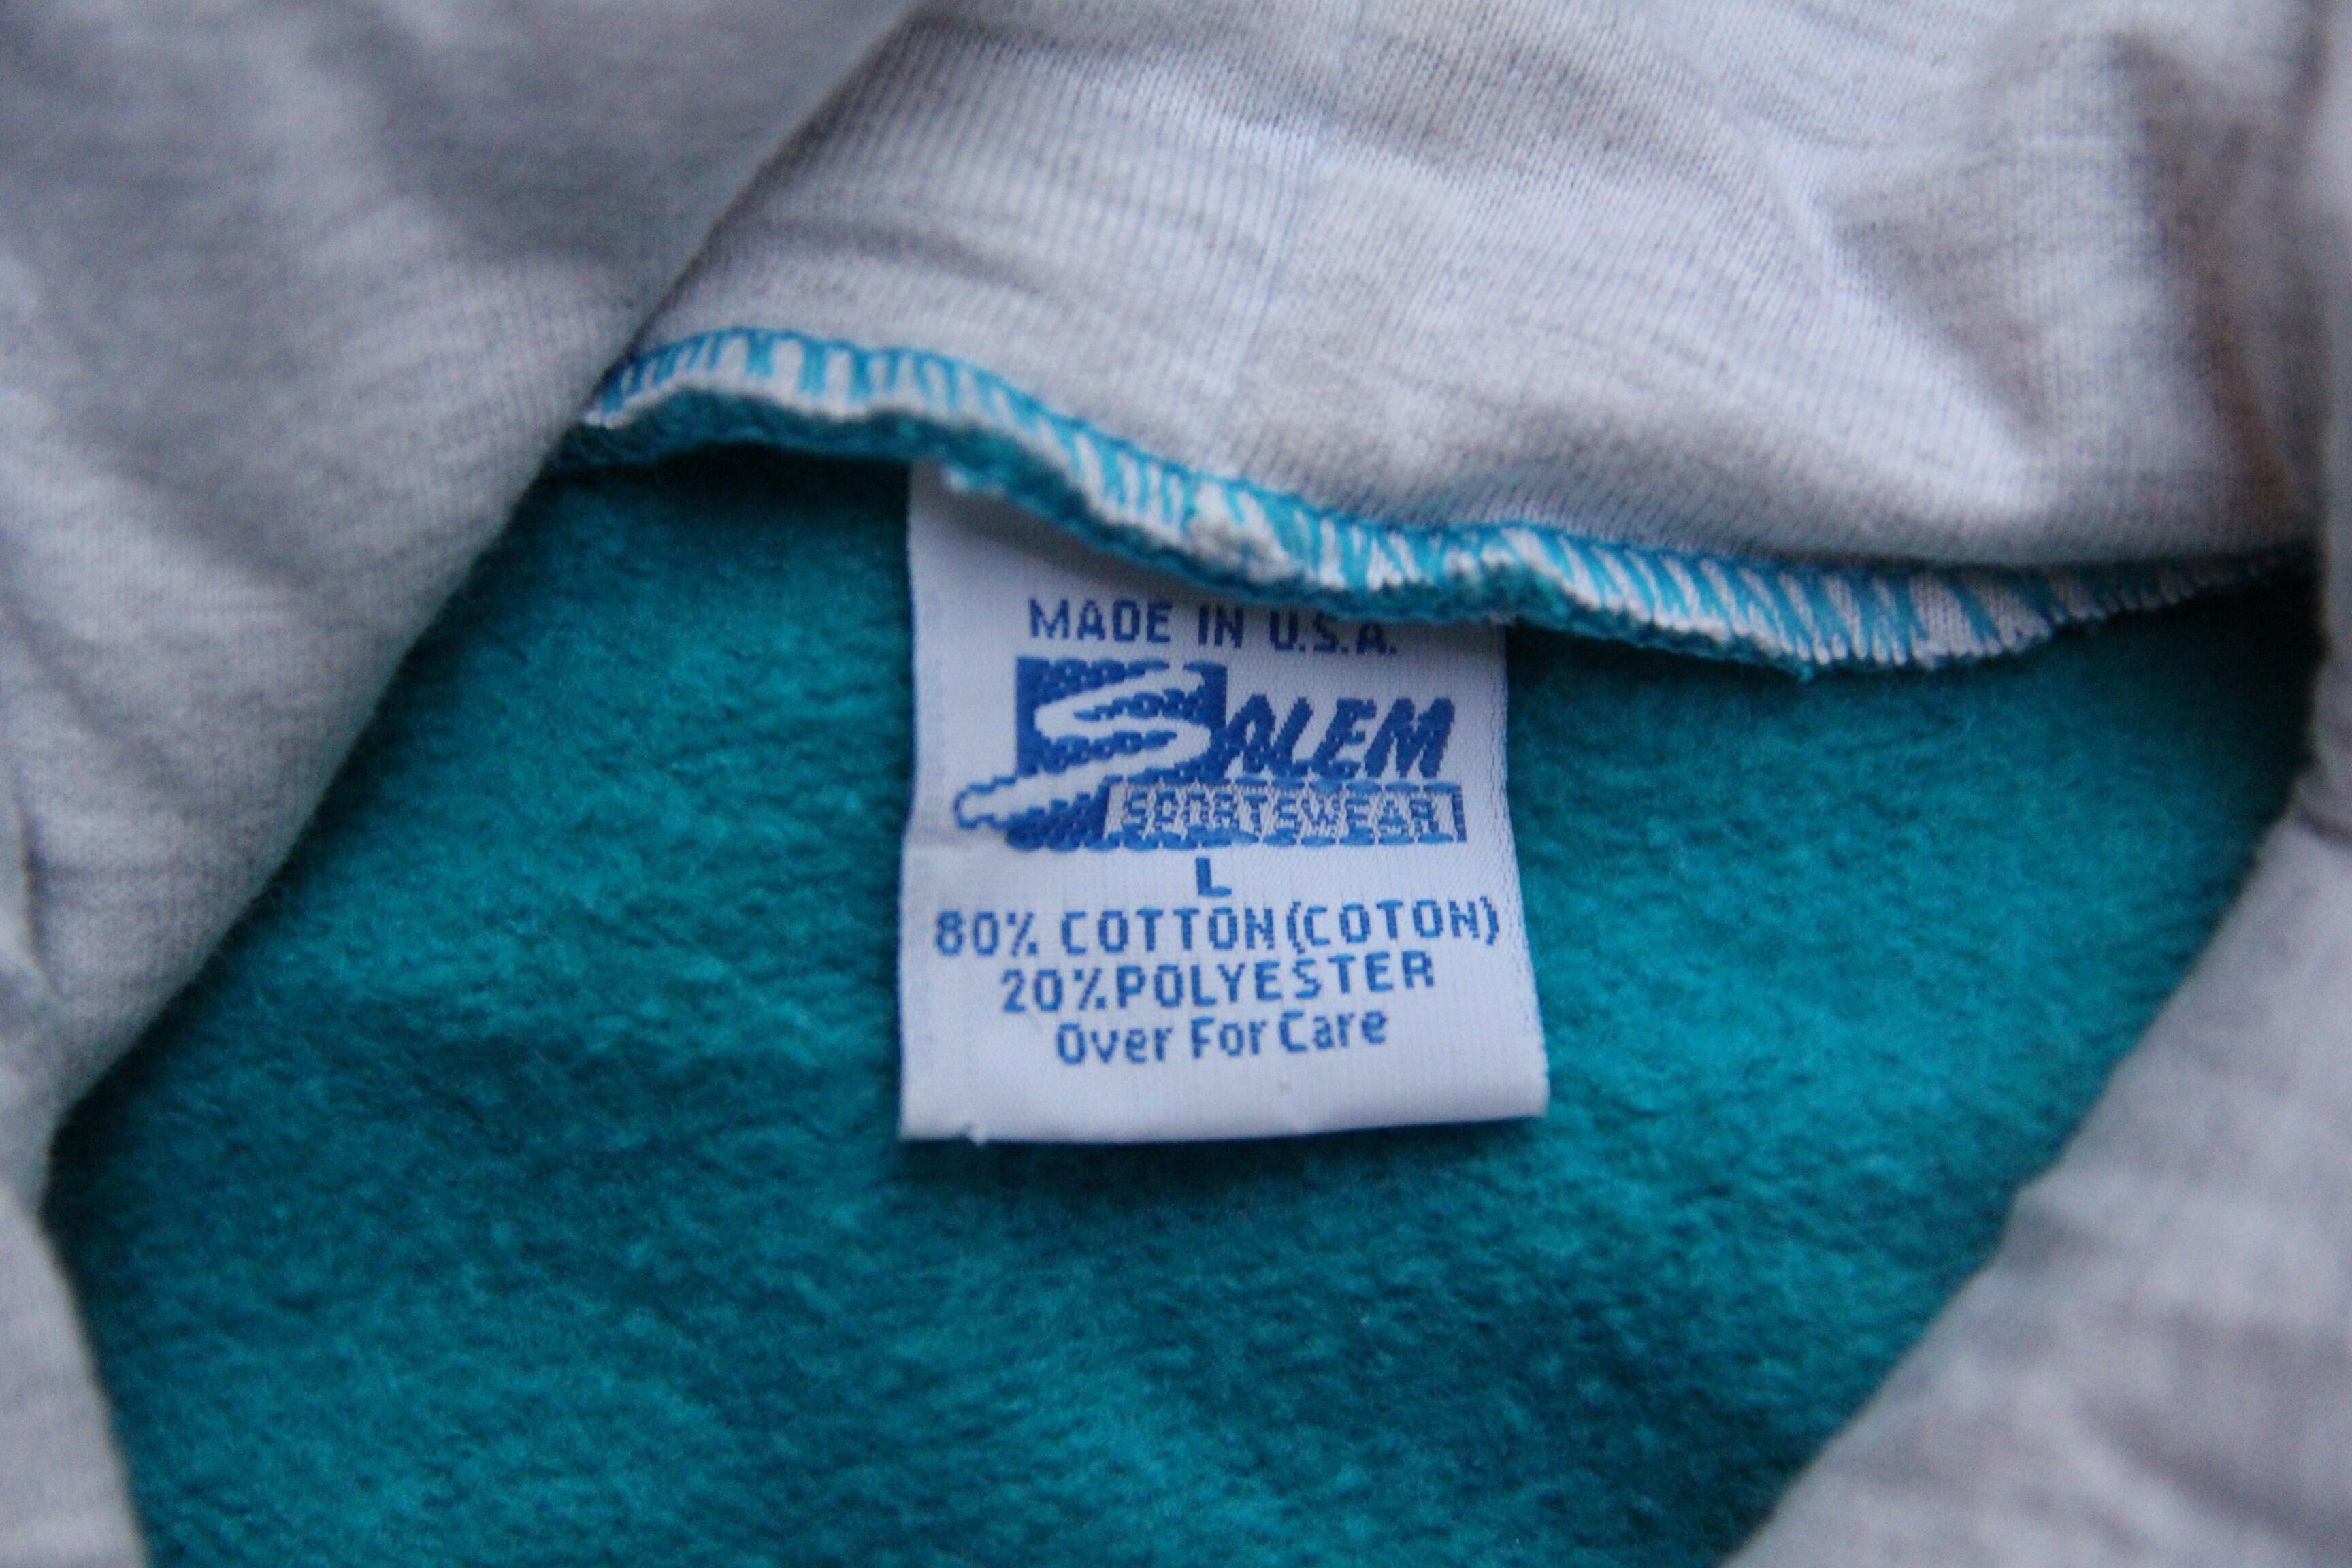 MADE IN U.S.A.
SALEM
SPORTSWEAR
L
80% COTTON(COTON)
20% POLYESTER
Over For Care